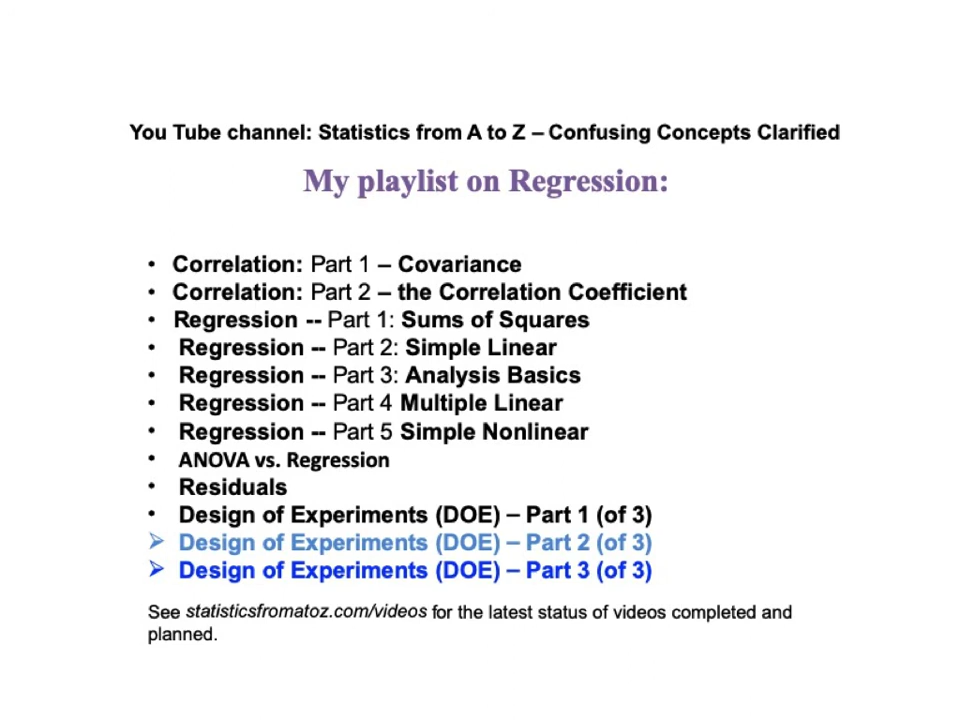 You Tube channel: Statistics from A to Z – Confusing Concepts Clarified
My playlist on Regression:
• Correlation: Part 1 – Covariance
• Correlation: Part 2 – the Correlation Coefficient
• Regression -- Part 1: Sums of Squares
• Regression -- Part 2: Simple Linear
• Regression -- Part 3: Analysis Basics
• Regression -- Part 4 Multiple Linear
• Regression -- Part 5 Simple Nonlinear
• ANOVA vs. Regression
• Residuals
• Design of Experiments (DOE) – Part 1 (of 3)
➢ Design of Experiments (DOE) – Part 2 (of 3)
➢ Design of Experiments (DOE) – Part 3 (of 3)
See statisticsfromatoz.com/videos for the latest status of videos completed and
planned.